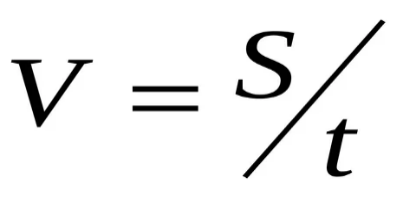 V = S/t